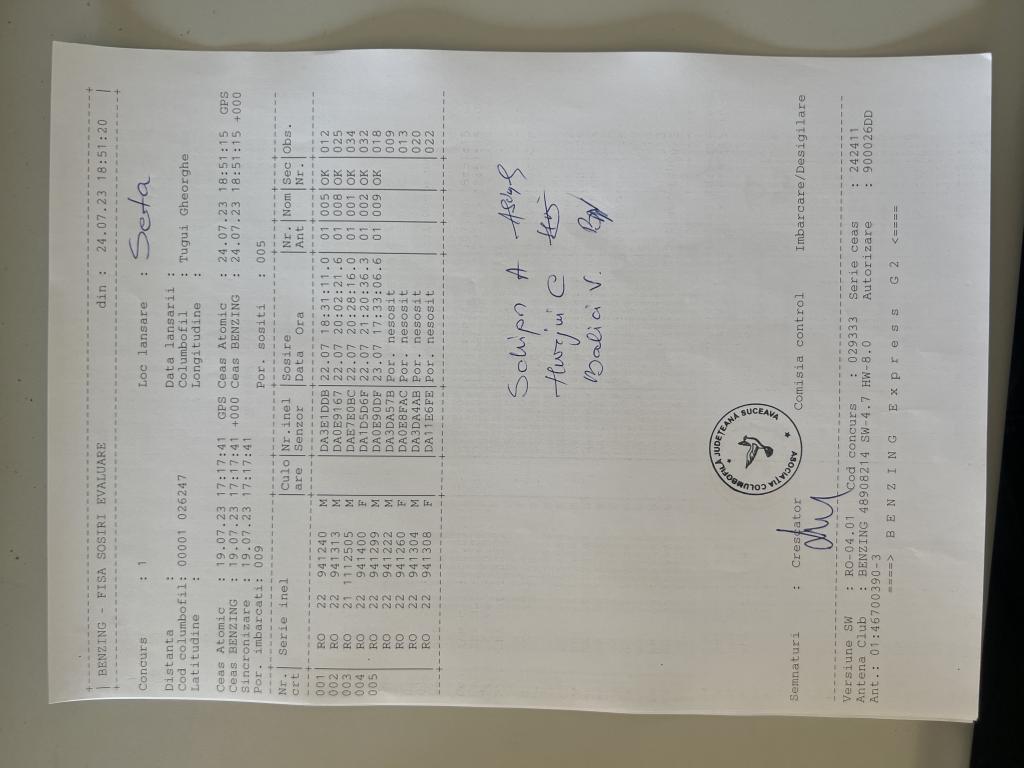 | BENZING - FISA SOSIRI EVALUARE din : 24.07.23 18:51:20 |
Concurs : 1 Loc lansare : Seta
Distanta : Data lansarii :
Cod columbofil: 00001 026247 Columbofil : Tugui Gheorghe
Latitudine : Longitudine :
Ceas Atomic : 19.07.23 17:17:41 GPS Ceas Atomic : 24.07.23 18:51:15 GPS
Ceas BENZING : 19.07.23 17:17:41 +000 Ceas BENZING : 24.07.23 18:51:15 +000
Sincronizare : 19.07.23 17:17:41
Por. imbarcati: 009 Por. sositi : 005
Nr.| Serie inel |Culo|Nr.inel |Sosire |Nr. |Nom|Sec|Obs.
crt| |are |Senzor |Data Ora |Ant | |Nr.|
001 | RO 22 941240 M | |DA3E1DDB|22.07 18:31:11.0| 01 |005|OK |012
002 | RO 22 941313 M | |DA0E9167|22.07 20:02:21.6| 01 |008|OK |025
003 | RO 21 1112505 M | |DAE7E0BC|22.07 20:28:16.0| 01 |001|OK |034
004 | RO 22 941400 F | |DA1D5D6F|22.07 21:20:36.3| 01 |002|OK |032
005 | RO 22 941299 M | |DA0E90DF|23.07 17:33:06.6| 01 |009|OK |018
RO 22 941222 M | |DA3DA57B|Por. nesosit | | | |009
RO 22 941260 F | |DA0E8FAC|Por. nesosit | | | |013
RO 22 941304 M | |DA3DA4AB|Por. nesosit | | | |020
RO 22 941308 F | |DA11E6FE|Por. nesosit | | | |022
Schipn A
C
Balici V.
ASOCIATIA COLUMBOFILĂ JUDEȚEANĂ SUCEAVA
Semnaturi : Crescator Comisia control Imbarcare/Desigilare
Versiune SW : RO-04.01 Cod concurs : 029333 Serie ceas : 242411
Antena Club : BENZING 48908214 SW-4.7 HW-8.0 Autorizare : 900026DD
Ant.: 01:46700390-3
====> B E N Z I N G E x p r e s s G 2 <====